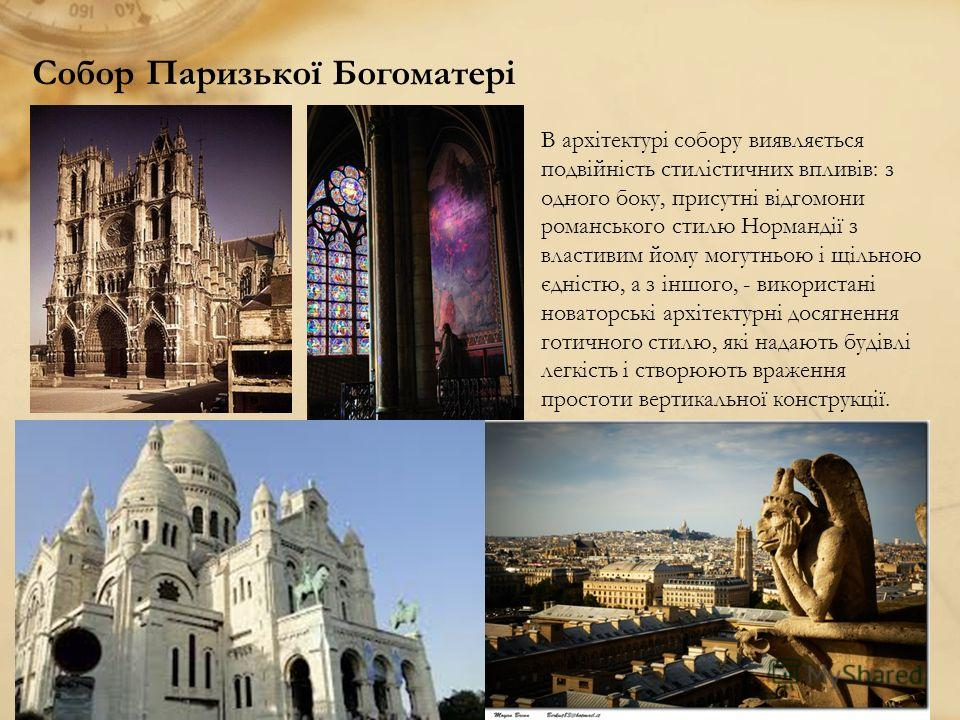 Собор Паризької Богоматері
В архітектурі собору виявляється
подвійність стилістичних впливів: з
одного боку, присутні відгомони
романського стилю Нормандії з
властивим йому могутньою і щільною
єдністю, а з іншого, - використані
новаторські архітектурні досягнення
готичного стилю, які надають будівлі
легкість і створюють враження
простоти вертикальної конструкції.
MyShared